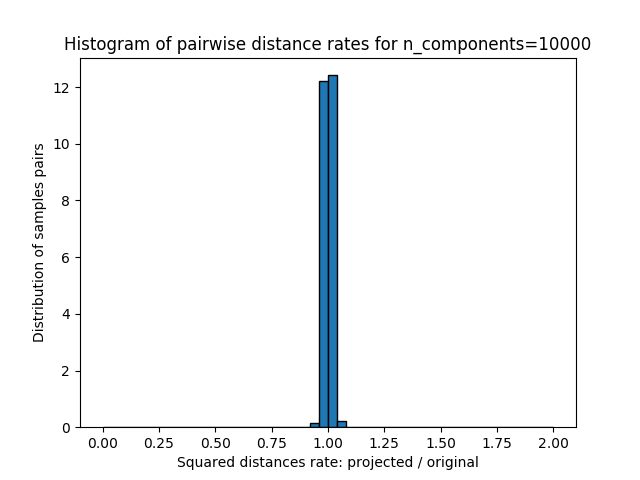 Histogram of pairwise distance rates for n_components=10000
12
10
8
6
4
2
0
Distribution of samples pairs
0.00 0.25 0.50 0.75 1.00 1.25 1.50 1.75 2.00
Squared distances rate: projected / original